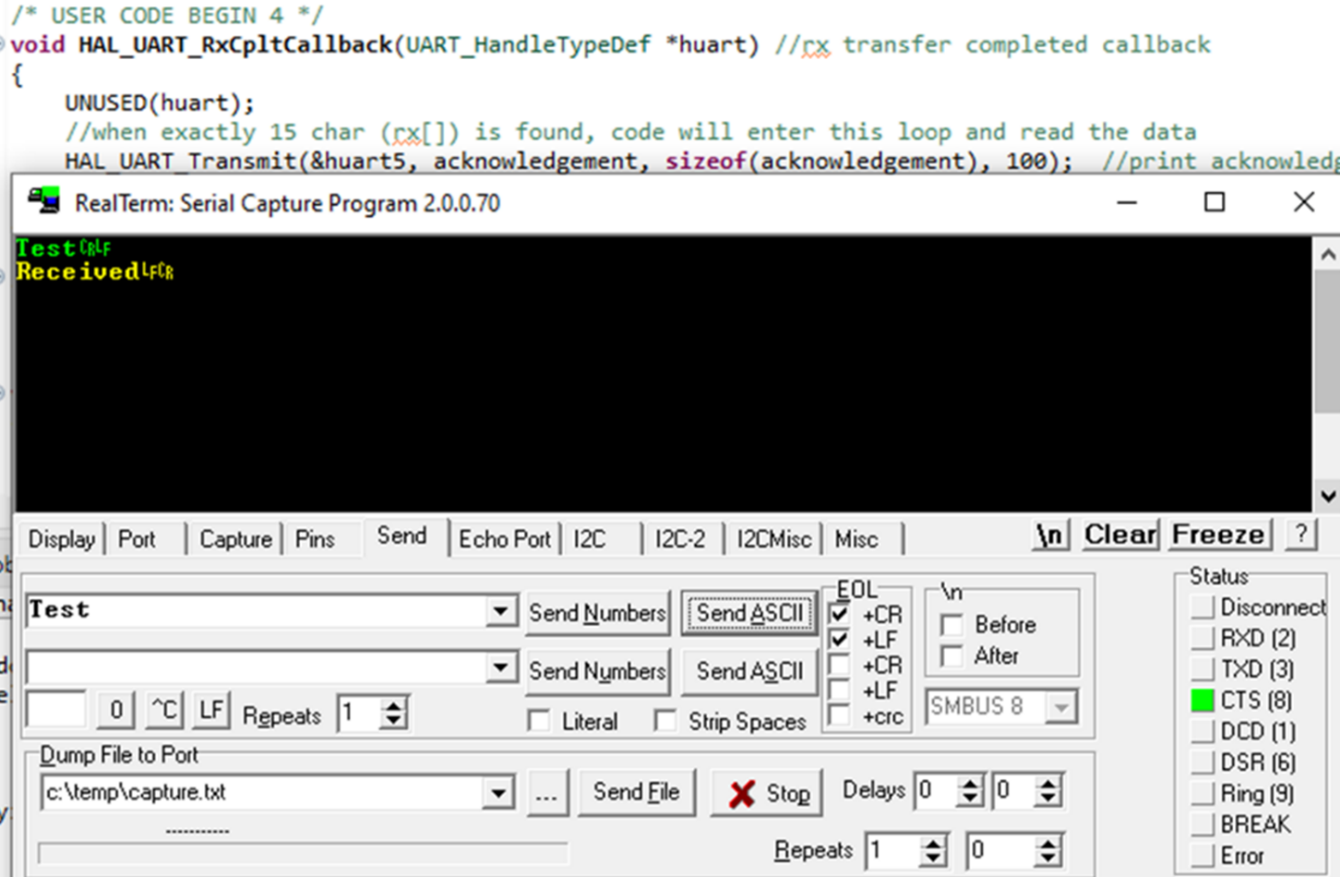 /* USER CODE BEGIN 4 */
void HAL_UART_RxCpltCallback(UART_HandleTypeDef *huart) //rx transfer completed callback
{
UNUSED(huart);
//when exactly 15 char (rx[]) is found, code will enter this loop and read the data
HAL_UART_Transmit(&huart5, acknowledgement, sizeof(acknowledgement), 100); //print acknowledg
RealTerm: Serial Capture Program 2.0.0.70
TestCRLF
ReceivedLFCR
Display Port Capture Pins Send Echo Port I2C I2C-2 I2CMisc Misc \n Clear Freeze ?
EOL \n Status
Test Send Numbers Send ASCII +CR Before Disconnect
+LF After RXD (2)
Send Numbers Send ASCII +CR TXD (3)
+LF SMBUS 8 CTS (8)
0 ^C LF Repeats 1 Literal Strip Spaces +crc DCD (1)
Dump File to Port DSR (6)
c:\temp\capture.txt ... Send File Stop Delays 0 0 Ring (9)
BREAK
Repeats 1 0 Error